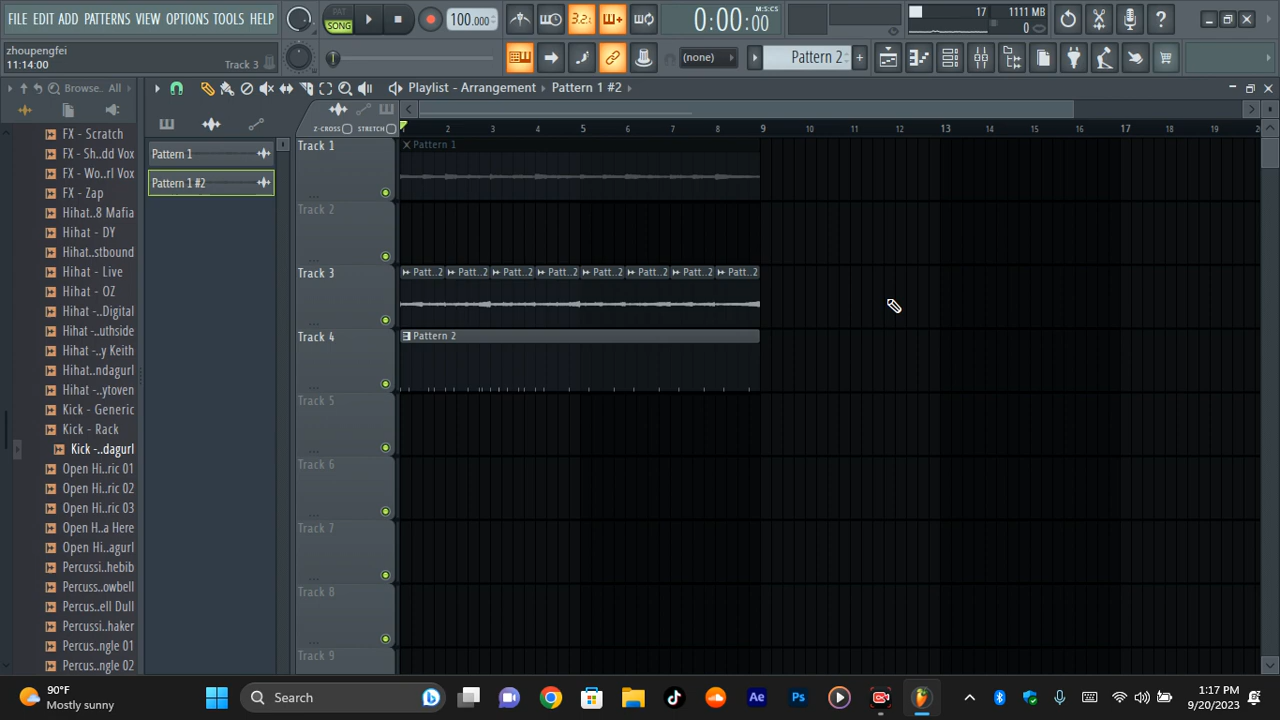 FILE EDIT ADD PATTERNS VIEW OPTIONS TOOLS HELP
PAT
SONG
100.000
3.2
0:00:00
M:S:CS
17
1111 MB
0
zhoupengfei
11:14:00
Track 3
(none)
Pattern 2
Browse.. All
Playlist - Arrangement
Pattern 1 #2
Z-CROSS
STRETCH
1 2 3 4 5 6 7 8 9 10 11 12 13 14 15 16 17 18 19
Pattern 1
Pattern 1 #2
FX - Scratch
FX - Sh..dd Vox
FX - Wo..rl Vox
FX - Zap
Hihat..8 Mafia
Hihat - DY
Hihat..stbound
Hihat - Live
Hihat - OZ
Hihat -..Digital
Hihat ..uthside
Hihat -..y Keith
Hihat..ndagurl
Hihat -..ytoven
Kick - Generic
Kick - Rack
Kick -..dagurl
Open Hi..ric 01
Open Hi..ric 02
Open Hi..ric 03
Open H..a Here
Open Hi..agurl
Percuss..hebib
Percuss..owbell
Percus..ell Dull
Percussi..haker
Percus..ngle 01
Percus..ngle 02
Track 1
Pattern 1
Track 2
Track 3
Patt..2 Patt..2 Patt..2 Patt..2 Patt..2 Patt..2 Patt..2 Patt..2
Track 4
Pattern 2
Track 5
Track 6
Track 7
Track 8
Track 9
90°F
Mostly sunny
Search
Ae
Ps
1:17 PM
9/20/2023